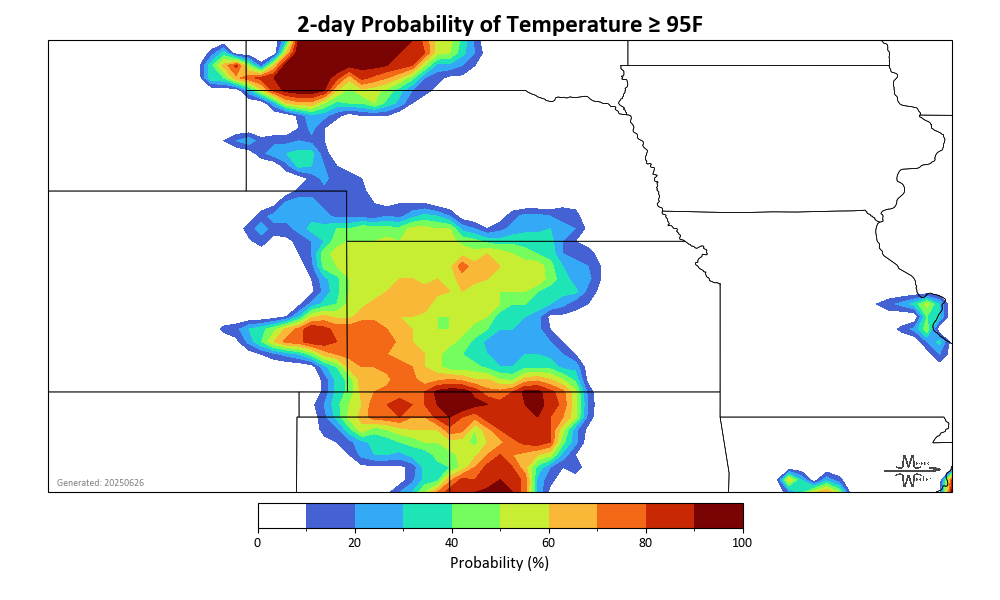 2-day Probability of Temperature ≥ 95F
Generated: 20250626
0 20 40 60 80 100
Probability (%)